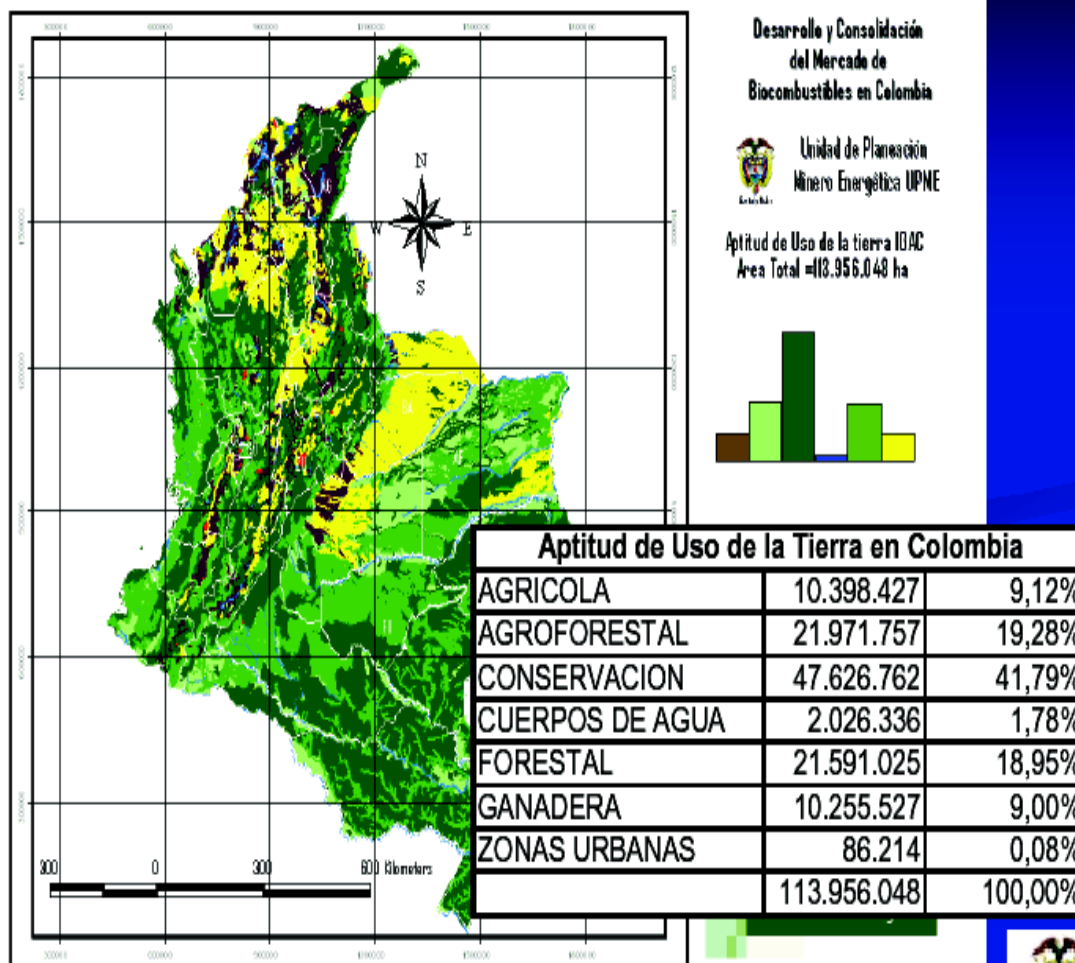 Desarrollo y Consolidación
del Mercado de
Biocombustibles en Colombia
Unidad de Planeación
Minero Energética UPME
Aptitud de Uso de la tierra IGAC
Area Total =113.956.048 ha
N
W E
S
300 0 300 600 Kilometers
Aptitud de Uso de la Tierra en Colombia
AGRICOLA 10.398.427 9,12%
AGROFORESTAL 21.971.757 19,28%
CONSERVACION 47.626.762 41,79%
CUERPOS DE AGUA 2.026.336 1,78%
FORESTAL 21.591.025 18,95%
GANADERA 10.255.527 9,00%
ZONAS URBANAS 86.214 0,08%
113.956.048 100,00%